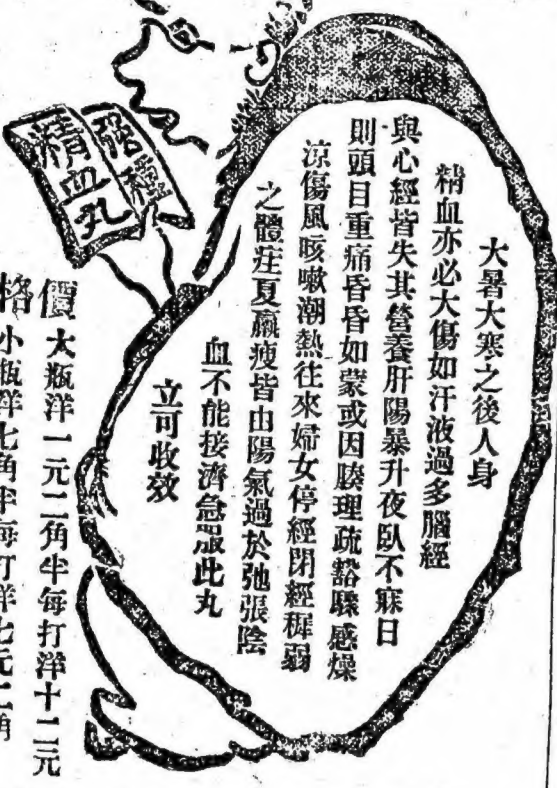 大暑大寒之後人身
精血亦必大傷如汗液過多腦經
與心經皆失其營養肝陽暴升夜臥不寐日
則頭目重痛昏昏如蒙或因腠理疏豁驟感燥
涼傷風咳嗽潮熱往來婦女停經閉經穉弱
之體疰夏羸瘦皆由陽氣過於弛張陰
血不能接濟急服此丸
立可收效
強種
精血丸
價格
大瓶洋一元二角半每打洋十二元
小瓶洋七角半每打洋七元二角